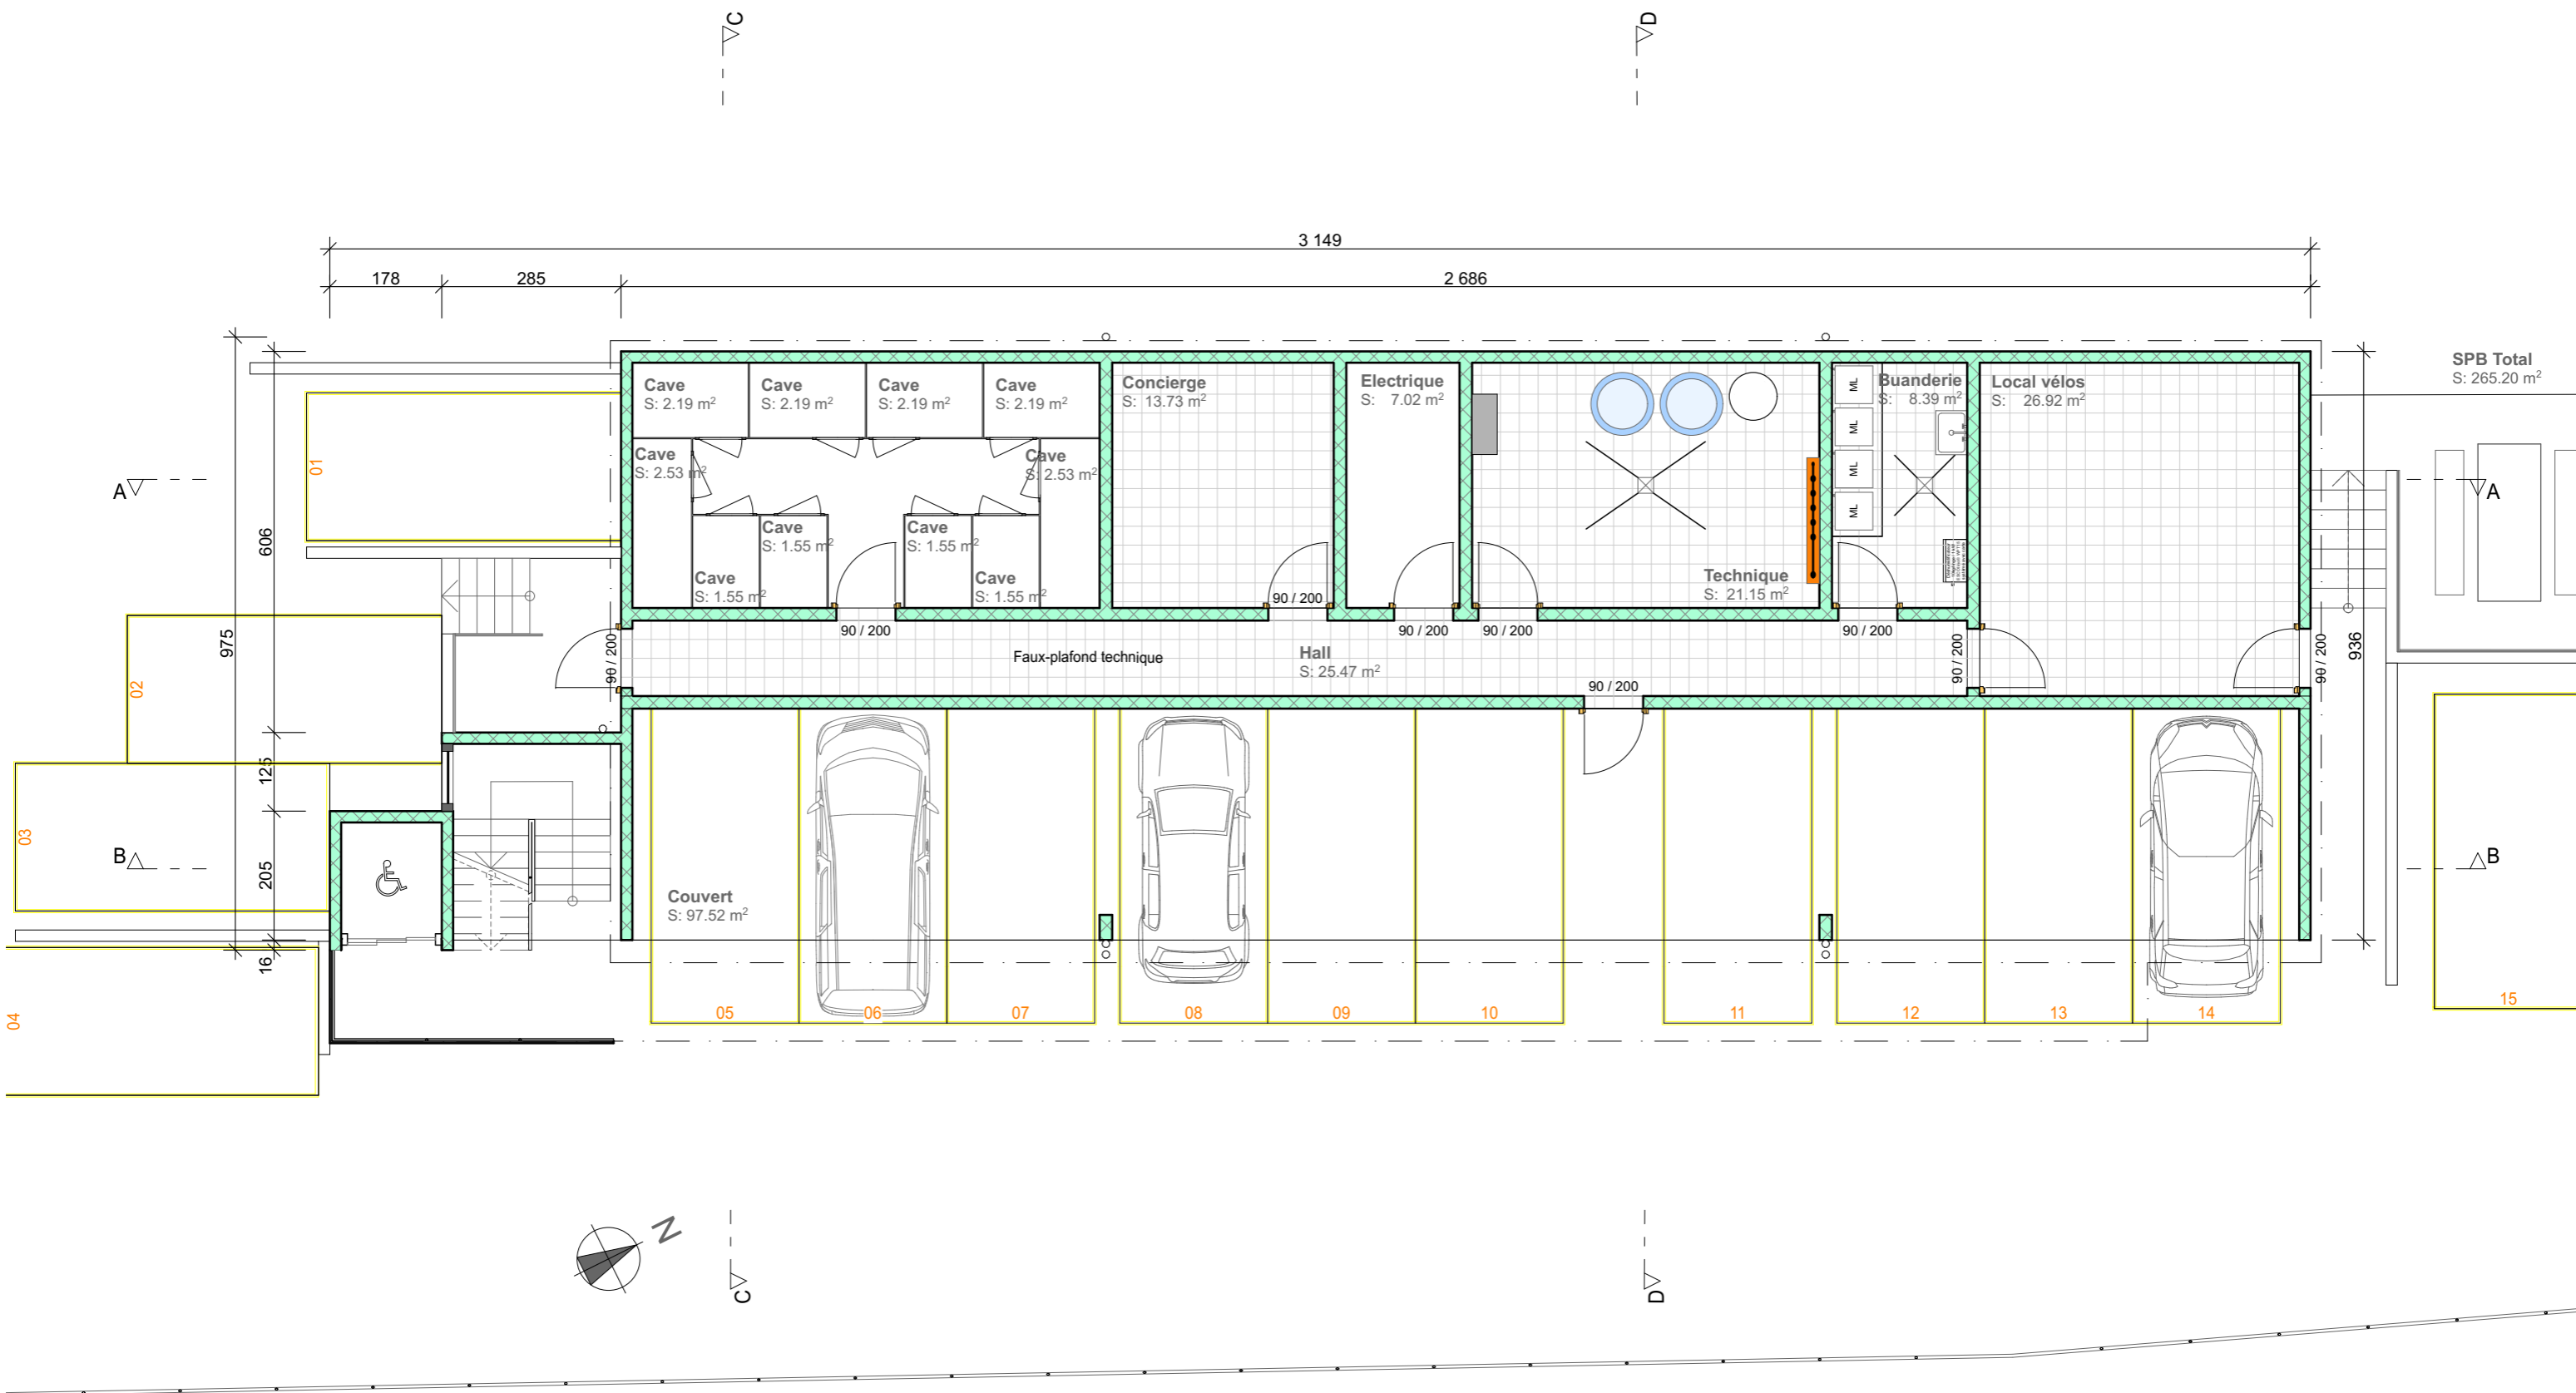 C
D
3 149
178
285
2 686
975
606
125
205
16
936
SPB Total
S: 265.20 m²
Cave
S: 2.19 m²
Cave
S: 2.19 m²
Cave
S: 2.19 m²
Cave
S: 2.19 m²
Concierge
S: 13.73 m²
Electrique
S: 7.02 m²
ML
ML
ML
ML
Buanderie
S: 8.39 m²
Local vélos
S: 26.92 m²
Cave
S: 2.53 m²
Cave
S: 2.53 m²
01
A
A
Cave
S: 1.55 m²
Cave
S: 1.55 m²
Cave
S: 1.55 m²
Cave
S: 1.55 m²
Technique
S: 21.15 m²
90 / 200
90 / 200
90 / 200
90 / 200
90 / 200
90 / 200
90 / 200
90 / 200
90 / 200
Faux-plafond technique
Hall
S: 25.47 m²
02
03
04
B
B
Couvert
S: 97.52 m²
05
06
07
08
09
10
11
12
13
14
15
N
C
D